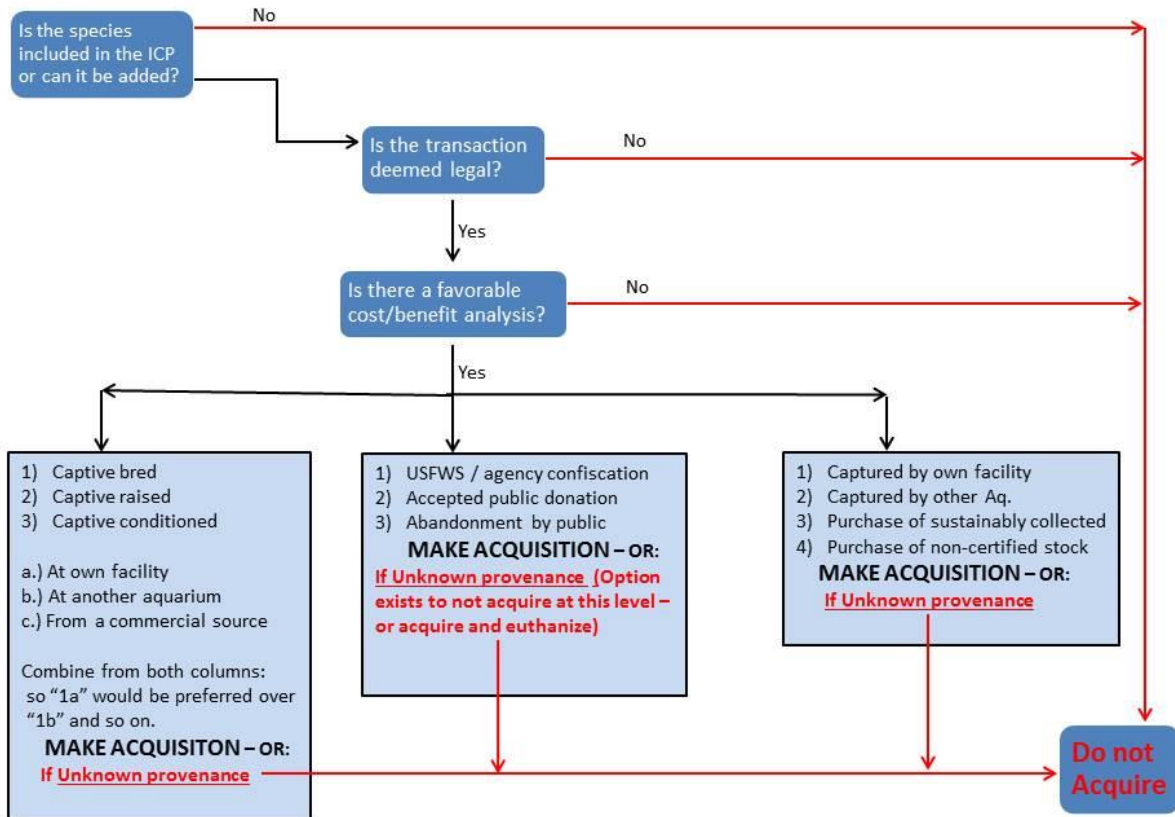 No
Is the species
included in the ICP
or can it be added?
Is the transaction
deemed legal?
No
Yes
Is there a favorable
cost/benefit analysis?
No
Yes
1) Captive bred
2) Captive raised
3) Captive conditioned
a.) At own facility
b.) At another aquarium
c.) From a commercial source
Combine from both columns:
so “1a” would be preferred over
“1b” and so on.
MAKE ACQUISITON – OR:
If Unknown provenance
1) USFWS / agency confiscation
2) Accepted public donation
3) Abandonment by public
MAKE ACQUISITION – OR:
If Unknown provenance (Option
exists to not acquire at this level –
or acquire and euthanize)
1) Captured by own facility
2) Captured by other Aq.
3) Purchase of sustainably collected
4) Purchase of non-certified stock
MAKE ACQUISITION – OR:
If Unknown provenance
Do not
Acquire